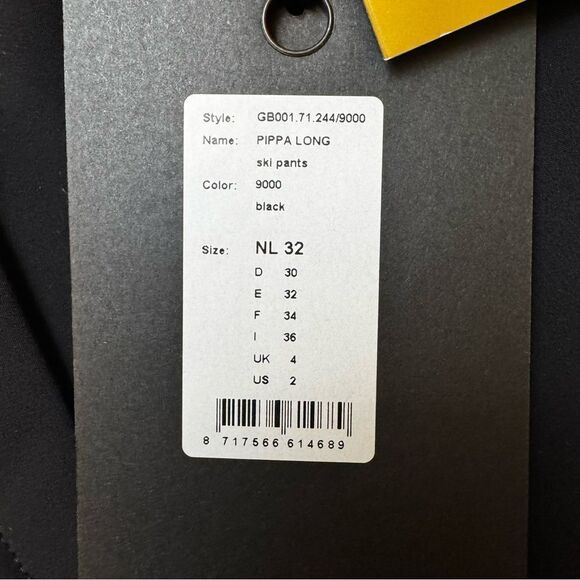 Style: GB001.71.244/9000
Name: PIPPA LONG
ski pants
Color: 9000
black
Size: NL 32
D 30
E 32
F 34
I 36
UK 4
US 2
8 717566 614689